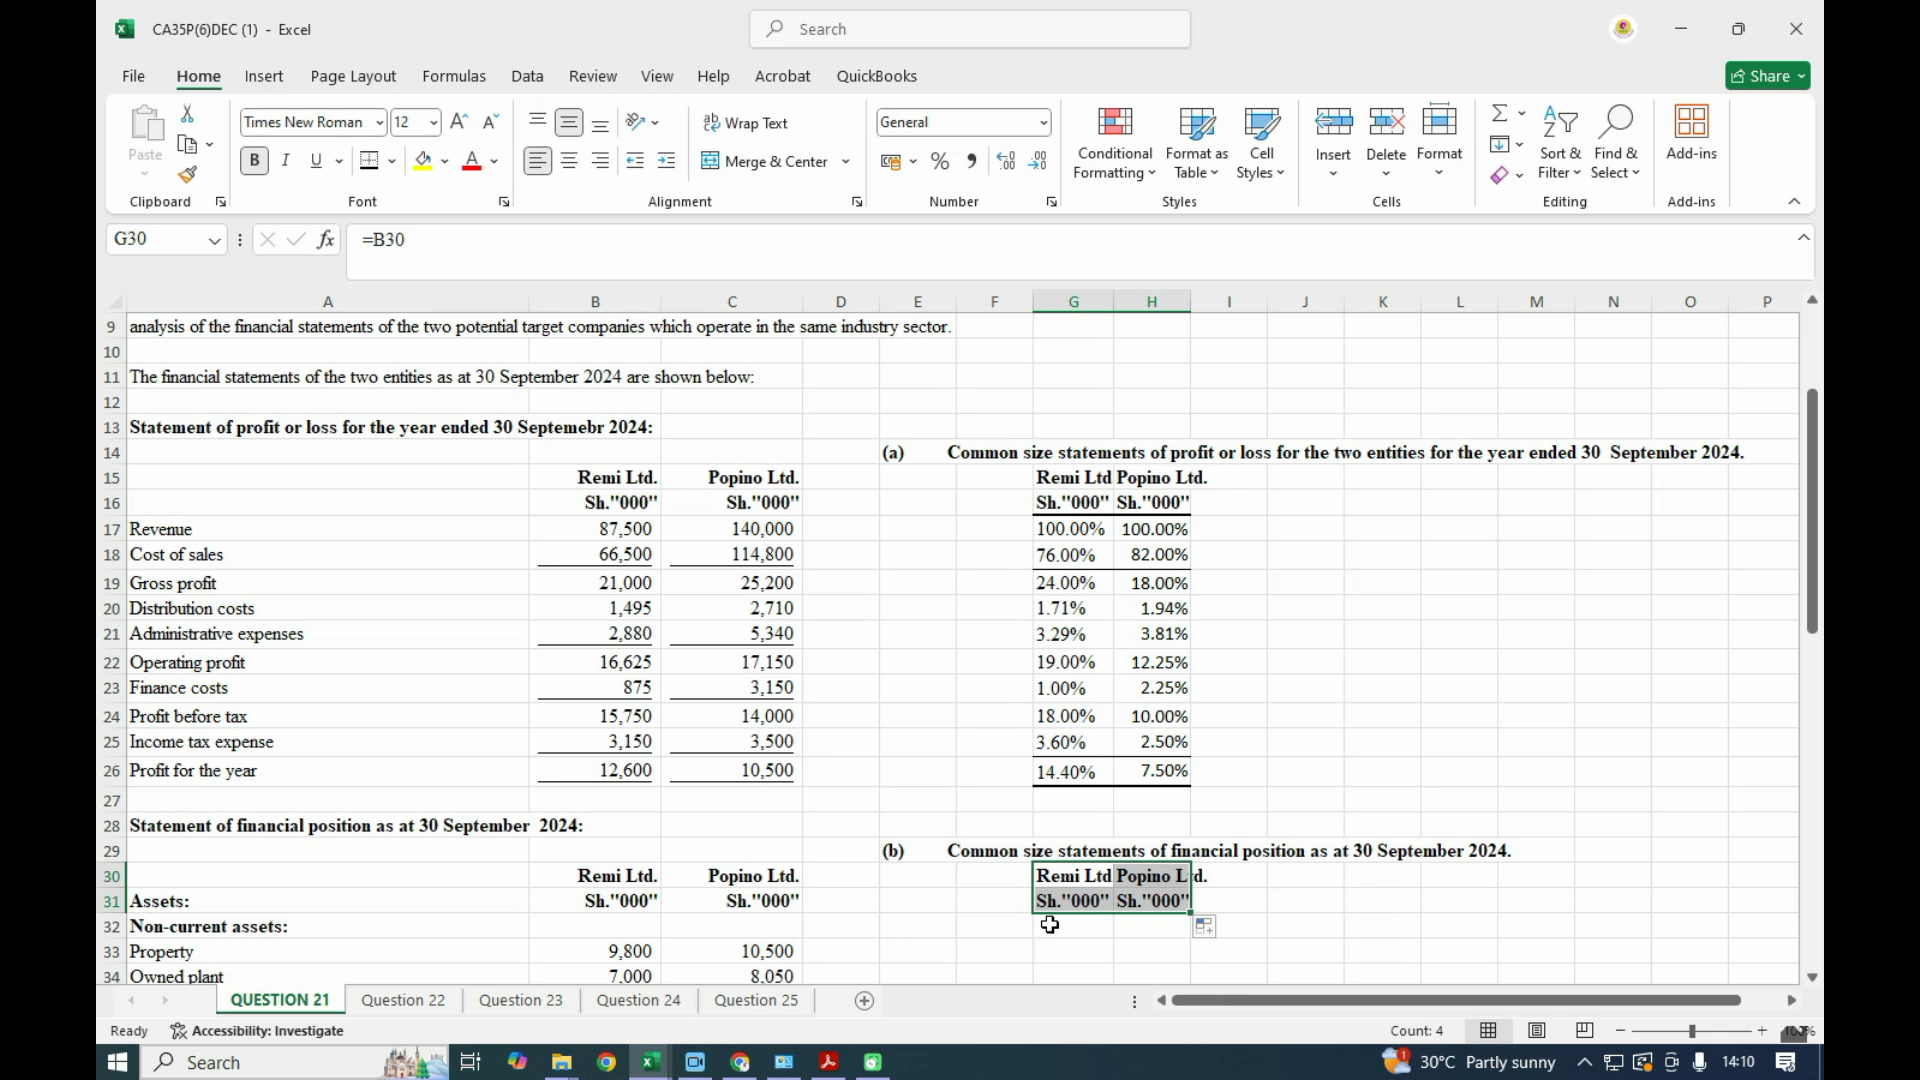 CA35P(6)DEC (1) - Excel
Search
File Home Insert Page Layout Formulas Data Review View Help Acrobat QuickBooks
Share
Paste
Times New Roman 12
Wrap Text
General
Conditional Formatting
Format as Table
Cell Styles
Insert
Delete
Format
Sort & Filter
Find & Select
Add-ins
B I U
Merge & Center
Clipboard Font Alignment Number Styles Cells Editing Add-ins
G30 fx =B30
A B C D E F G H I J K L M N O P
9 analysis of the financial statements of the two potential target companies which operate in the same industry sector.
10
11 The financial statements of the two entities as at 30 September 2024 are shown below:
12
13 Statement of profit or loss for the year ended 30 Septemebr 2024:
14 (a) Common size statements of profit or loss for the two entities for the year ended 30 September 2024.
15 Remi Ltd. Popino Ltd. Remi Ltd Popino Ltd.
16 Sh."000" Sh."000" Sh."000" Sh."000"
17 Revenue 87,500 140,000 100.00% 100.00%
18 Cost of sales 66,500 114,800 76.00% 82.00%
19 Gross profit 21,000 25,200 24.00% 18.00%
20 Distribution costs 1,495 2,710 1.71% 1.94%
21 Administrative expenses 2,880 5,340 3.29% 3.81%
22 Operating profit 16,625 17,150 19.00% 12.25%
23 Finance costs 875 3,150 1.00% 2.25%
24 Profit before tax 15,750 14,000 18.00% 10.00%
25 Income tax expense 3,150 3,500 3.60% 2.50%
26 Profit for the year 12,600 10,500 14.40% 7.50%
27
28 Statement of financial position as at 30 September 2024:
29 (b) Common size statements of financial position as at 30 September 2024.
30 Remi Ltd. Popino Ltd. Remi Ltd Popino Ltd.
31 Assets: Sh."000" Sh."000" Sh."000" Sh."000"
32 Non-current assets:
33 Property 9,800 10,500
34 Owned plant 7,000 8,050
QUESTION 21 Question 22 Question 23 Question 24 Question 25
Ready Accessibility: Investigate Count: 4
Search 30°C Partly sunny 14:10